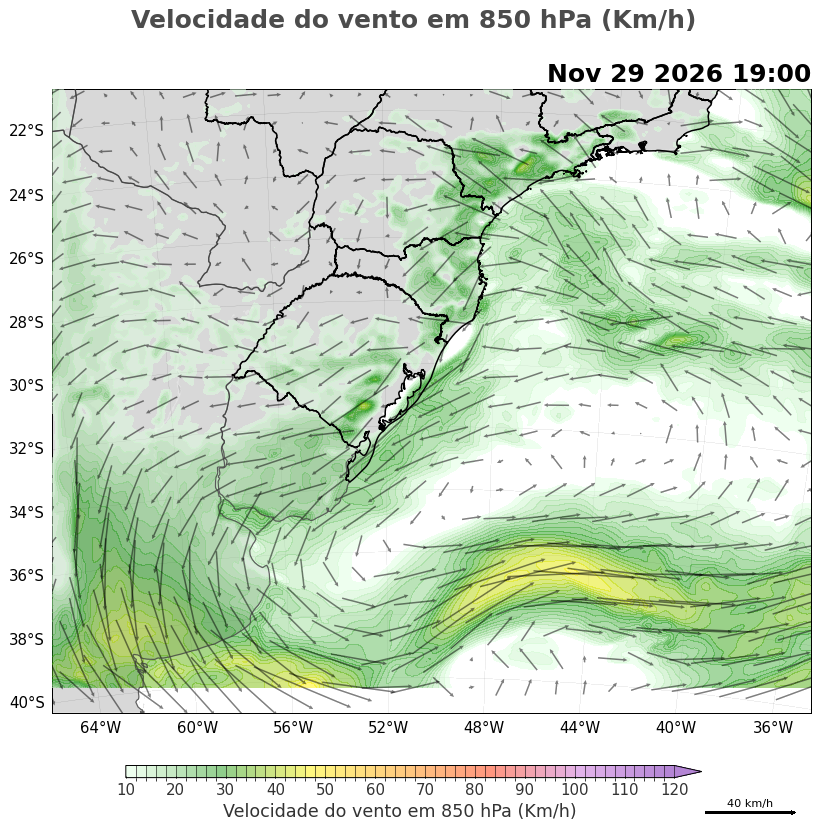 Velocidade do vento em 850 hPa (Km/h)
Nov 29 2026 19:00
22°S
24°S
26°S
28°S
30°S
32°S
34°S
36°S
38°S
40°S
64°W 60°W 56°W 52°W 48°W 44°W 40°W 36°W
10 20 30 40 50 60 70 80 90 100 110 120
Velocidade do vento em 850 hPa (Km/h)
40 km/h